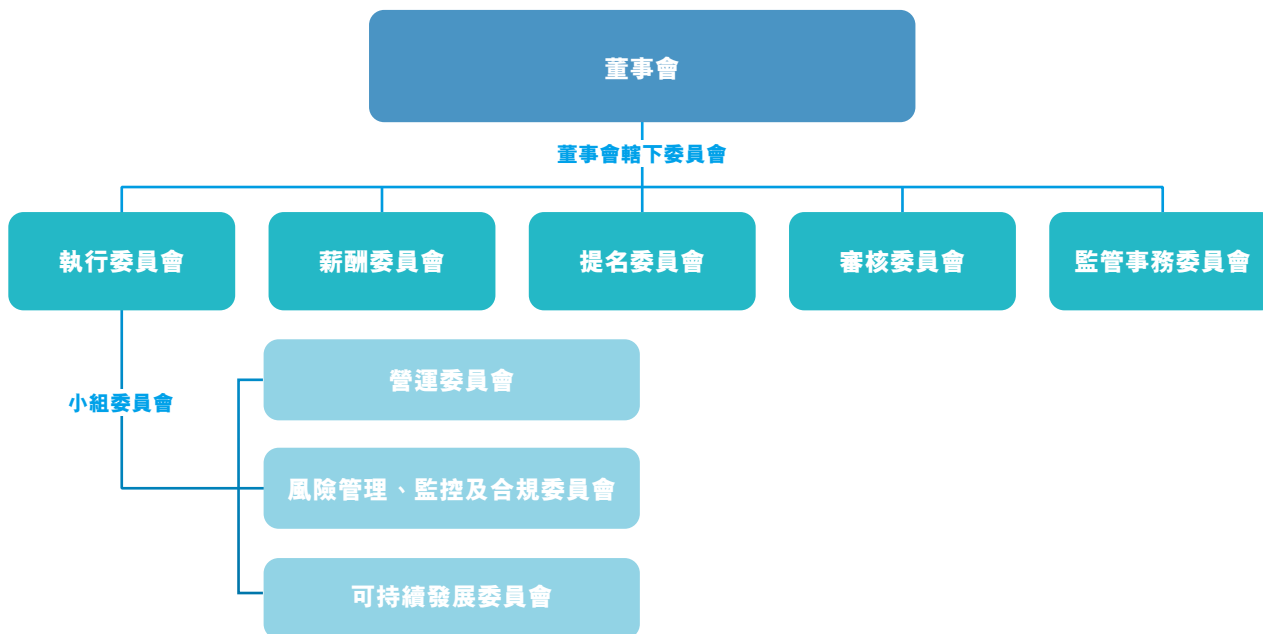 董事會
董事會轄下委員會
執行委員會
薪酬委員會
提名委員會
審核委員會
監管事務委員會
小組委員會
營運委員會
風險管理、監控及合規委員會
可持續發展委員會